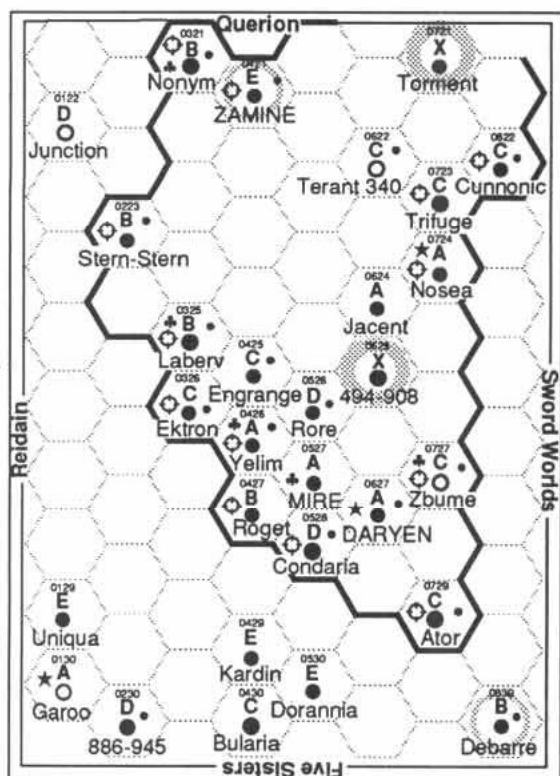 Querion
0321
B
Nonym
E
ZAMINE
0721
X
Torment
0122
D
Junction
0622
C
Terant 340
0822
C
Cunnonic
0723
C
Trifuge
0223
B
Stern-Stern
0724
A
Nosea
0624
A
Jacent
0325
B
Laberv
0425
C
Engrange
0625
X
494-908
0326
C
Ektron
0526
D
Rore
Reidain
Sword Worlds
0426
A
Yelim
0527
A
MIRE
0727
C
Zbume
0427
B
Roget
0627
A
DARYEN
0528
D
Condaria
0729
C
Ator
0129
E
Uniqua
0429
E
Kardin
0130
A
Garoo
0530
E
Dorannia
0230
D
886-945
0430
C
Bularia
0830
B
Debarre
Five Sisters